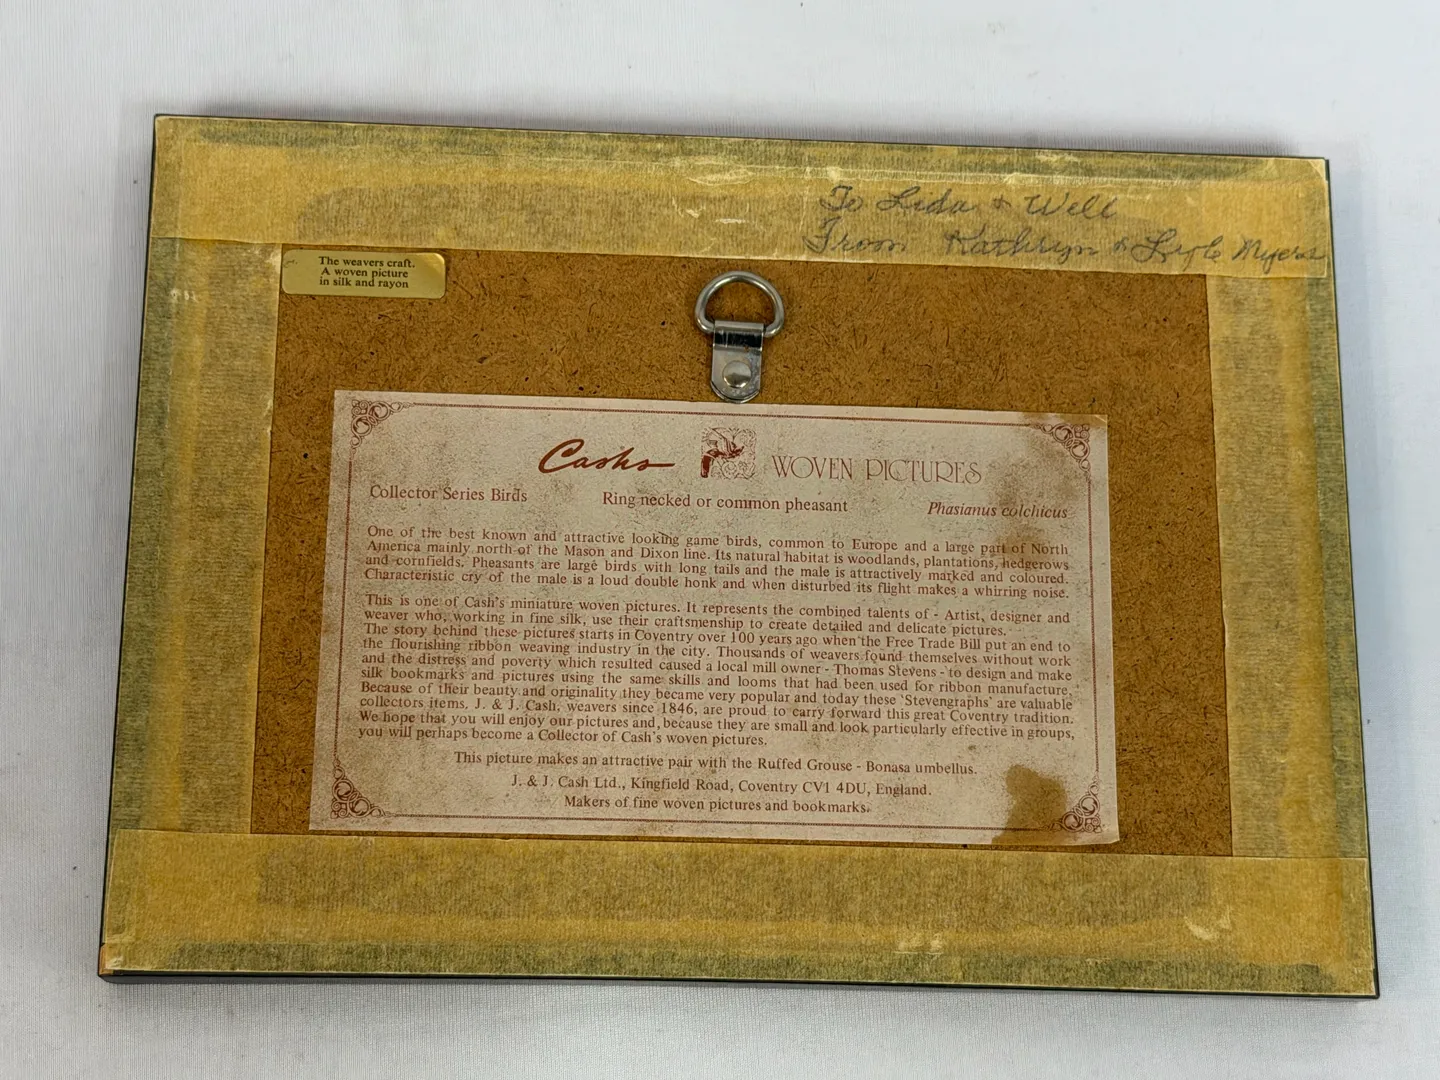 To Lida & Well
From Kathryn & Lyle Myers
The weavers craft.
A woven picture
in silk and rayon
Cash's WOVEN PICTURES
Collector Series Birds Ring necked or common pheasant Phasianus colchicus
One of the best known and attractive looking game birds, common to Europe and a large part of North
America mainly north of the Mason and Dixon line. Its natural habitat is woodlands, plantations, hedgerows
and cornfields. Pheasants are large birds with long tails and the male is attractively marked and coloured.
Characteristic cry of the male is a loud double honk and when disturbed its flight makes a whirring noise.
This is one of Cash's miniature woven pictures. It represents the combined talents of - Artist, designer and
weaver who, working in fine silk, use their craftsmenship to create detailed and delicate pictures.
The story behind these pictures starts in Coventry over 100 years ago when the Free Trade Bill put an end to
the flourishing ribbon weaving industry in the city. Thousands of weavers found themselves without work
and the distress and poverty which resulted caused a local mill owner - Thomas Stevens - to design and make
silk bookmarks and pictures using the same skills and looms that had been used for ribbon manufacture.
Because of their beauty and originality they became very popular and today these 'Stevengraphs' are valuable
collectors items. J. & J. Cash, weavers since 1846, are proud to carry forward this great Coventry tradition.
We hope that you will enjoy our pictures and, because they are small and look particularly effective in groups,
you will perhaps become a Collector of Cash's woven pictures.
This picture makes an attractive pair with the Ruffed Grouse - Bonasa umbellus.
J. & J. Cash Ltd., Kingfield Road, Coventry CV1 4DU, England.
Makers of fine woven pictures and bookmarks.